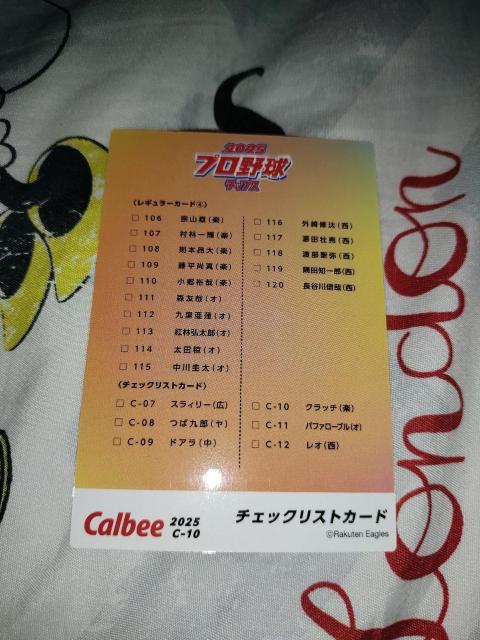 2025
プロ野球
チップス
〈レギュラーカード④〉
□ 106 宗山塁(楽)
□ 107 村林一輝(楽)
□ 108 則本昂大(楽)
□ 109 藤平尚真(楽)
□ 110 小郷裕哉(楽)
□ 111 森友哉(オ)
□ 112 九里亜蓮(オ)
□ 113 紅林弘太郎(オ)
□ 114 太田椋(オ)
□ 115 中川圭太(オ)
□ 116 外崎修汰(西)
□ 117 源田壮亮(西)
□ 118 渡部聖弥(西)
□ 119 隅田知一郎(西)
□ 120 長谷川信哉(西)
〈チェックリストカード〉
□ C-07 スライリー(広)
□ C-08 つば九郎(ヤ)
□ C-09 ドアラ(中)
□ C-10 クラッチ(楽)
□ C-11 バファローブル(オ)
□ C-12 レオ(西)
Calbee 2025
C-10
チェックリストカード
©Rakuten Eagles
London